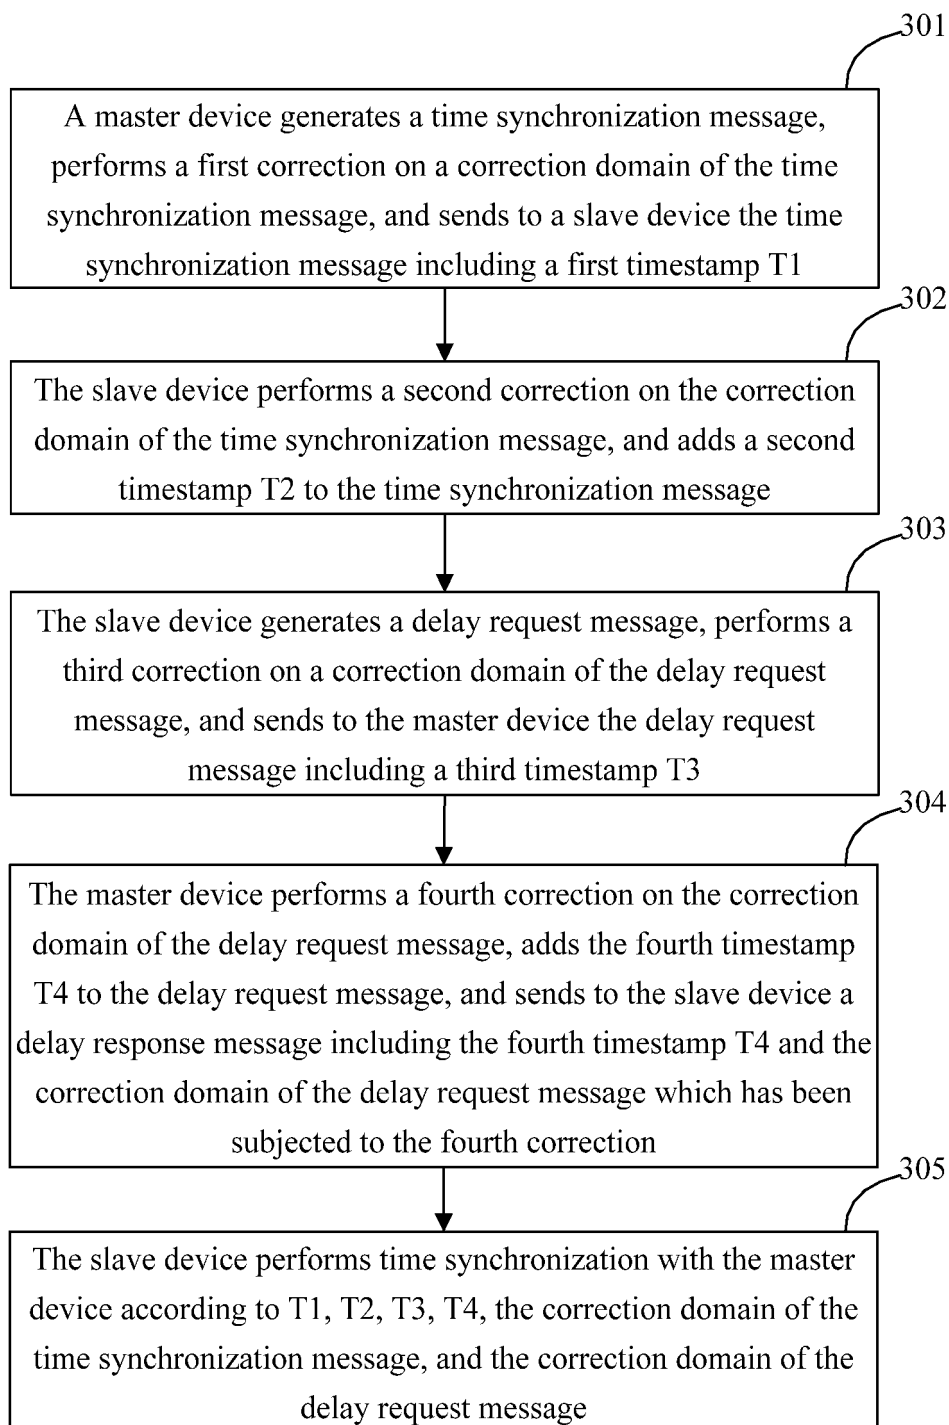 301
A master device generates a time synchronization message,
performs a first correction on a correction domain of the time
synchronization message, and sends to a slave device the time
synchronization message including a first timestamp T1
302
The slave device performs a second correction on the correction
domain of the time synchronization message, and adds a second
timestamp T2 to the time synchronization message
303
The slave device generates a delay request message, performs a
third correction on a correction domain of the delay request
message, and sends to the master device the delay request
message including a third timestamp T3
304
The master device performs a fourth correction on the correction
domain of the delay request message, adds the fourth timestamp
T4 to the delay request message, and sends to the slave device a
delay response message including the fourth timestamp T4 and the
correction domain of the delay request message which has been
subjected to the fourth correction
305
The slave device performs time synchronization with the master
device according to T1, T2, T3, T4, the correction domain of the
time synchronization message, and the correction domain of the
delay request message